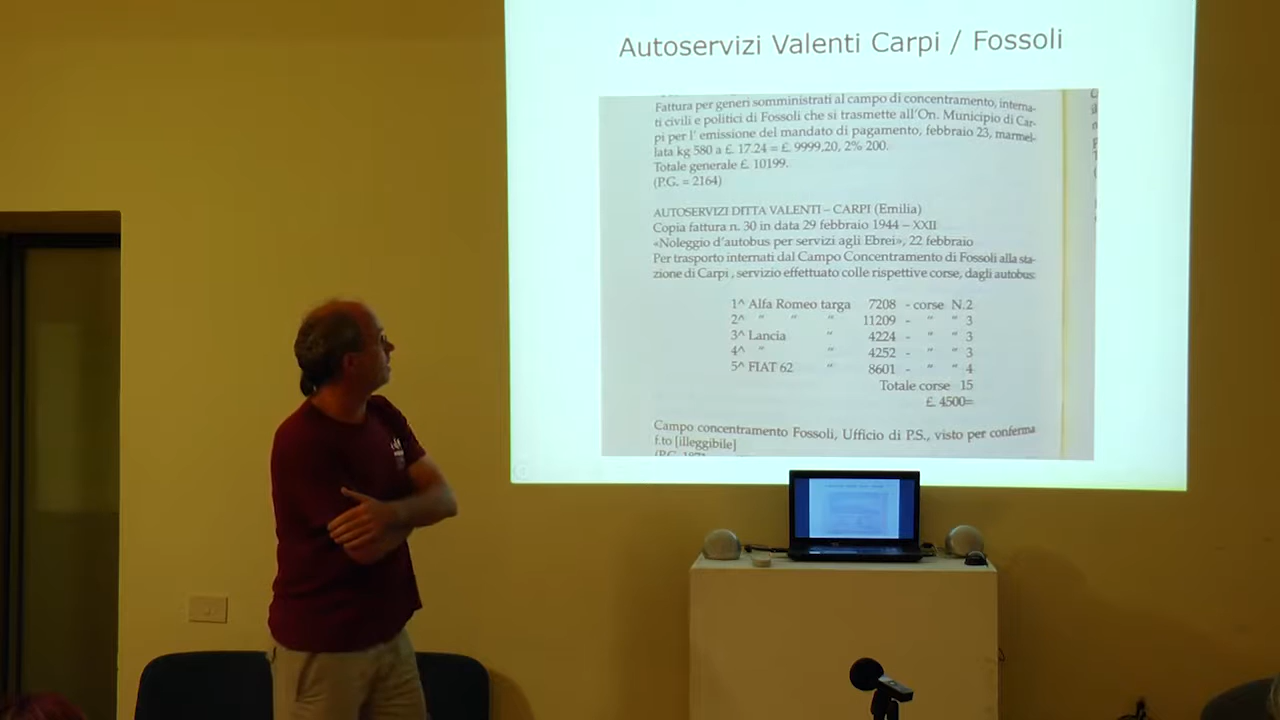 Autoservizi Valenti Carpi / Fossoli
Fattura per generi somministrati al campo di concentramento, interna-
ti civili e politici di Fossoli che si trasmette all'On. Municipio di Car-
pi per l' emissione del mandato di pagamento, febbraio 23, marmel-
lata kg 580 a £. 17.24 = £. 9999,20, 2% 200.
Totale generale £. 10199.
(P.G. = 2164)
AUTOSERVIZI DITTA VALENTI – CARPI (Emilia)
Copia fattura n. 30 in data 29 febbraio 1944 – XXII
«Noleggio d'autobus per servizi agli Ebrei», 22 febbraio
Per trasporto internati dal Campo Concentramento di Fossoli alla sta-
zione di Carpi , servizio effettuato colle rispettive corse, dagli autobus:
1^ Alfa Romeo targa 7208 - corse N.2
2^ " " " 11209 - " " 3
3^ Lancia " 4224 - " " 3
4^ " " 4252 - " " 3
5^ FIAT 62 " 8601 - " " 4
Totale corse 15
£. 4500=
Campo concentramento Fossoli, Ufficio di P.S., visto per conferma
f.to [illeggibile]